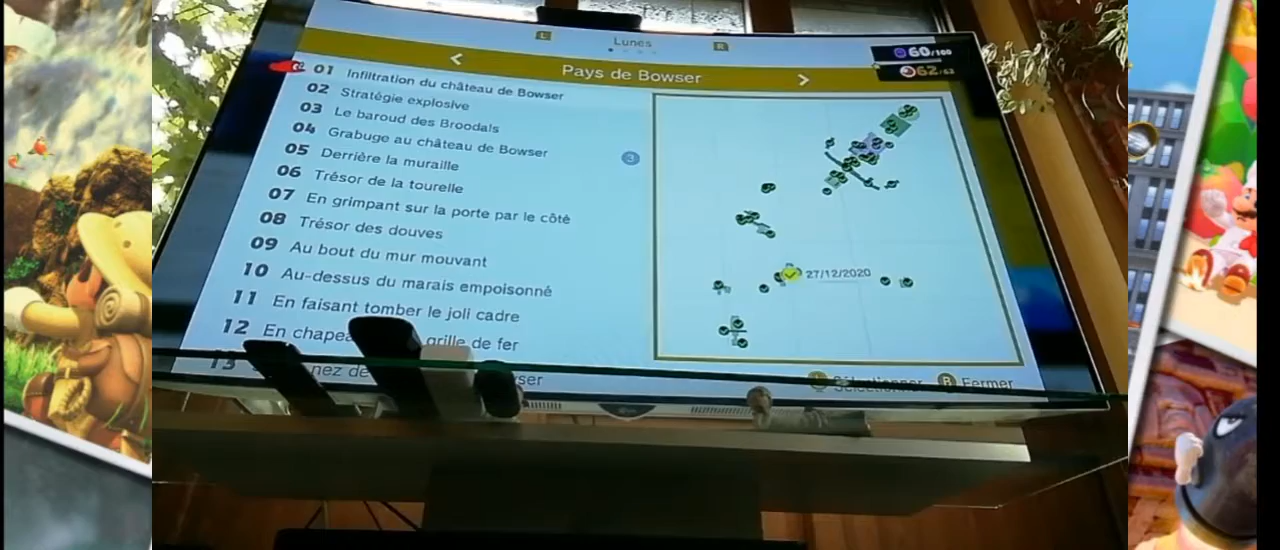 L Lunes R
Pays de Bowser
60/100
62/62
01 Infiltration du château de Bowser
02 Stratégie explosive
03 Le baroud des Broodals
04 Grabuge au château de Bowser
3
05 Derrière la muraille
06 Trésor de la tourelle
07 En grimpant sur la porte par le côté
08 Trésor des douves
09 Au bout du mur mouvant
10 Au-dessus du marais empoisonné
11 En faisant tomber le joli cadre
12 En chapea grille de fer
13 nez de
27/12/2020
Sélectionner B Fermer